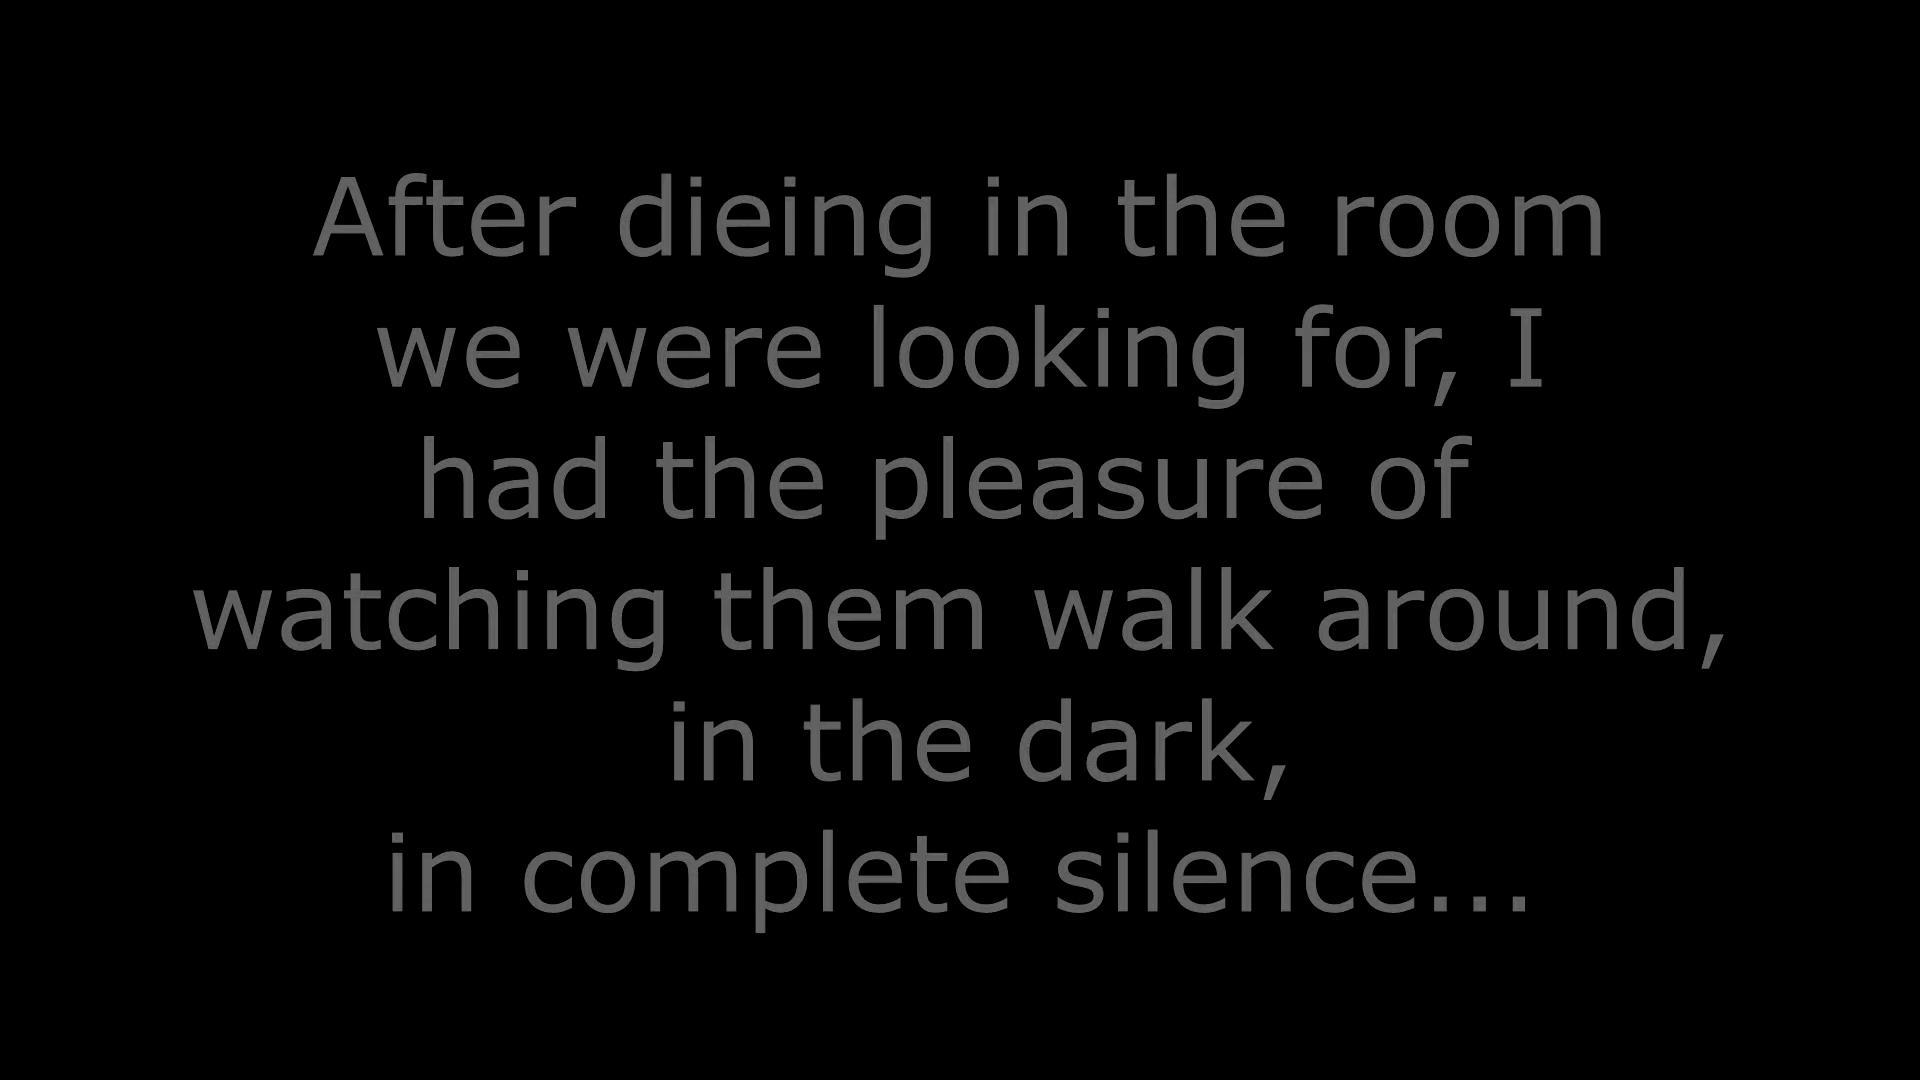 After dieing in the room
we were looking for, I
had the pleasure of
watching them walk around,
in the dark,
in complete silence...